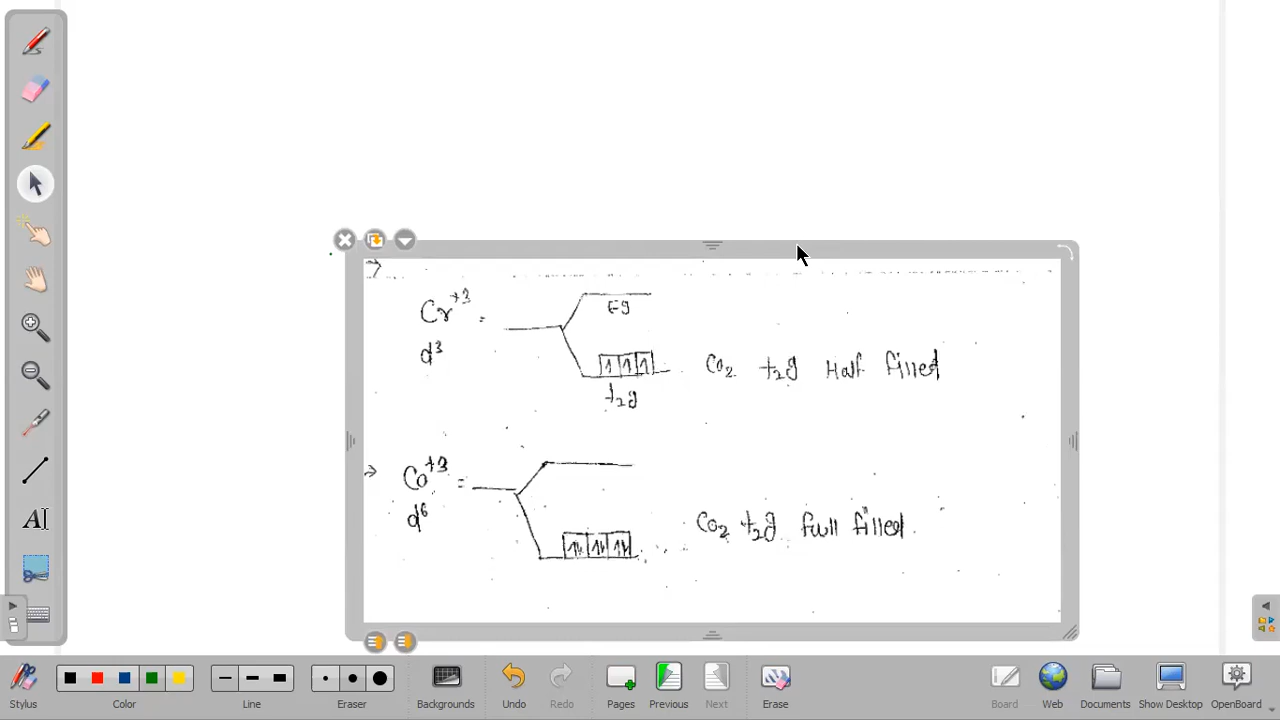 →
Cr+3 =
Eg
d3
Co2 t2g Half filled
t2g
→ Co+3 =
d6
Co2 t2g full filled
Stylus
Color
Line
Eraser
Backgrounds
Undo
Redo
Pages
Previous
Next
Erase
Board
Web
Documents
Show Desktop
OpenBoard